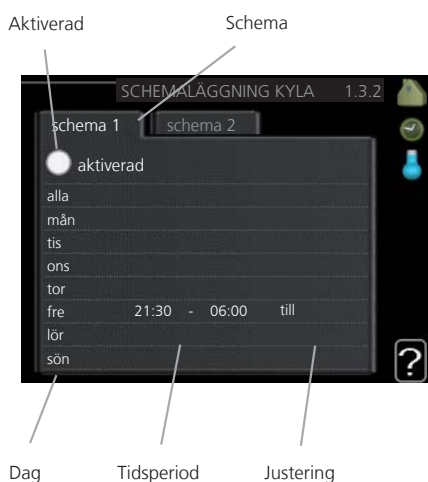 Aktiverad
Schema
SCHEMALÄGGNING KYLA 1.3.2
schema 1 schema 2
aktiverad
alla
mån
tis
ons
tor
fre 21:30 - 06:00 till
lör
sön
?
Dag Tidsperiod Justering